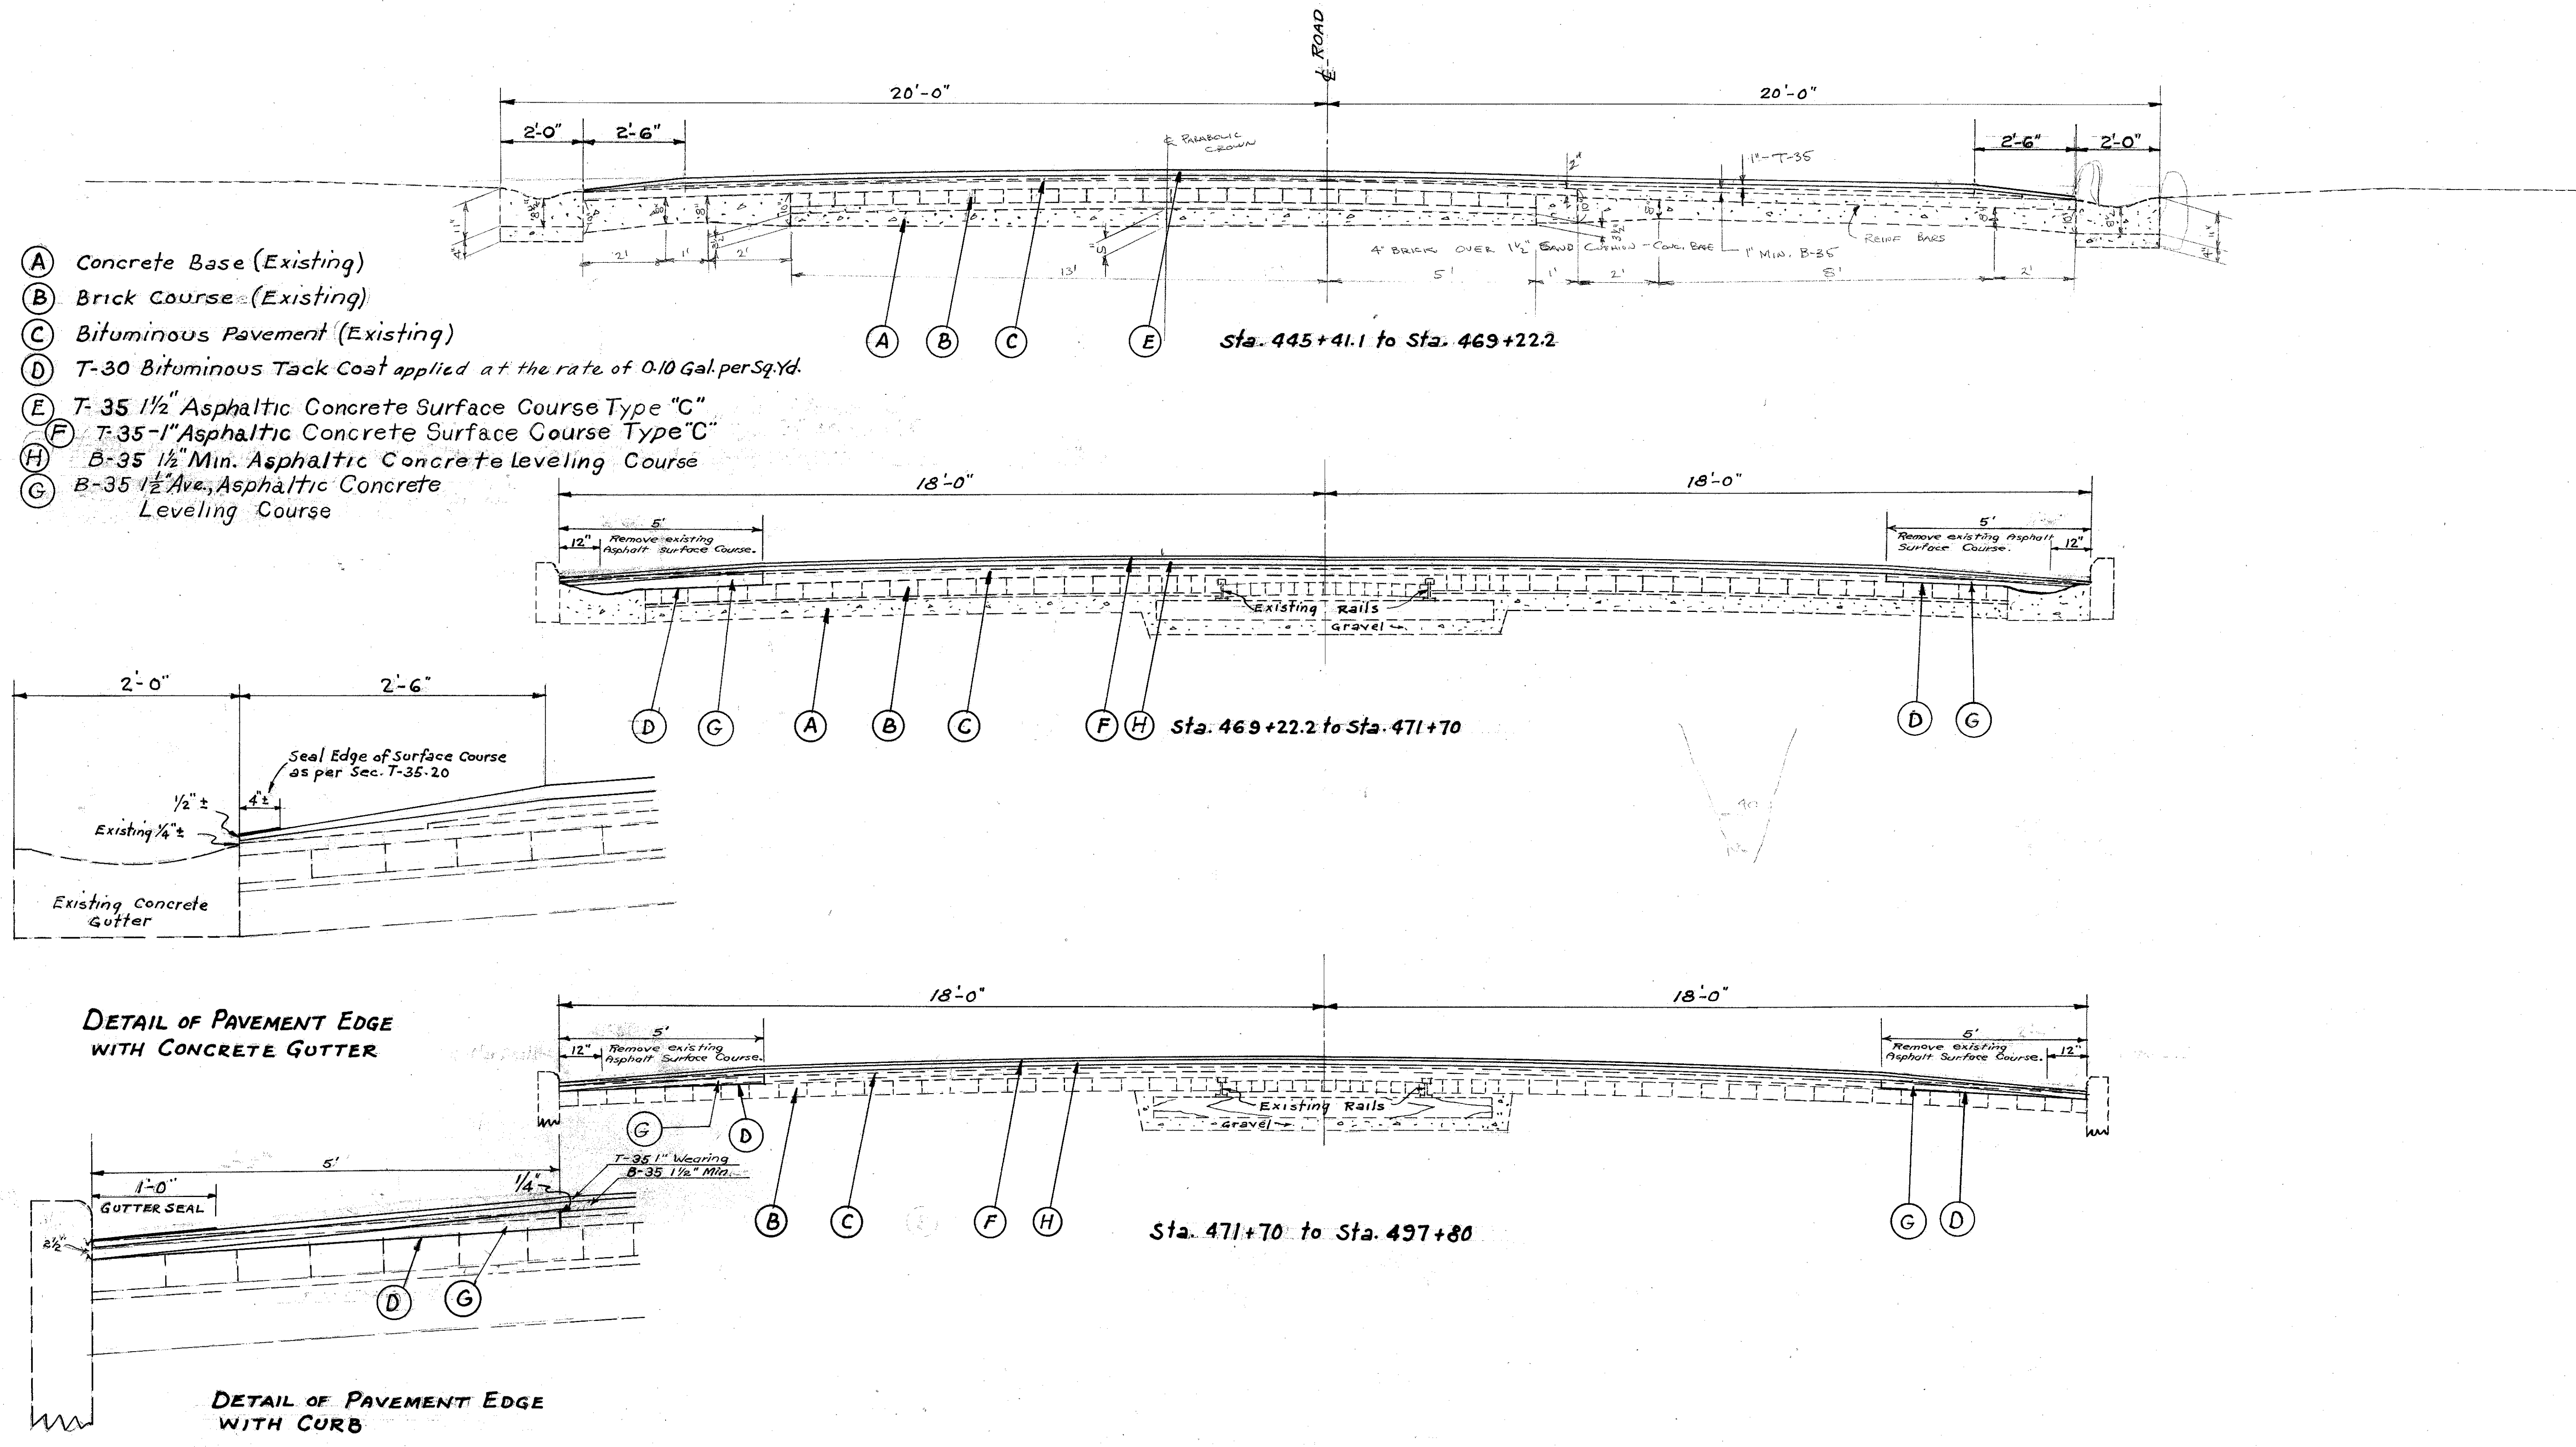 ℄ ROAD
20'-0" 20'-0"
2'-0" 2'-6" 2'-6" 2'-0"
℄ PARABOLIC
CROWN
2" 1"-T-35
REINF BARS
4" BRICK OVER 1½" SAND CUSHION - CONC. BASE 1" MIN. B-35
2' 1' 2' 13' 5' 1' 2' 8' 2'
A B C E Sta. 445+41.1 to Sta. 469+22.2
A Concrete Base (Existing)
B Brick Course (Existing)
C Bituminous Pavement (Existing)
D T-30 Bituminous Tack Coat applied at the rate of 0.10 Gal. per Sq.Yd.
E T-35 1½" Asphaltic Concrete Surface Course Type "C"
F T-35-1" Asphaltic Concrete Surface Course Type "C"
H B-35 1½" Min. Asphaltic Concrete Leveling Course
G B-35 1½" Ave., Asphaltic Concrete
Leveling Course
18'-0" 18'-0"
5' 5'
12" Remove existing
Asphalt Surface Course.
Remove existing Asphalt
Surface Course. 12"
Existing Rails
Gravel
D G A B C F H Sta. 469+22.2 to Sta. 471+70 D G
2'-0" 2'-6"
Seal Edge of Surface Course
as per Sec. T-35.20
½" ± 4"±
Existing ¼"±
Existing Concrete
Gutter
40
DETAIL OF PAVEMENT EDGE
WITH CONCRETE GUTTER
18'-0" 18'-0"
5' 5'
12" Remove existing
Asphalt Surface Course.
Remove existing
Asphalt Surface Course. 12"
Existing Rails
Gravel
G D
B C F H Sta. 471+70 to Sta. 497+80 G D
5'
T-35 1" Wearing
B-35 1½" Min.
1'-0" ¼"
GUTTER SEAL
2½"
D G
DETAIL OF PAVEMENT EDGE
WITH CURB